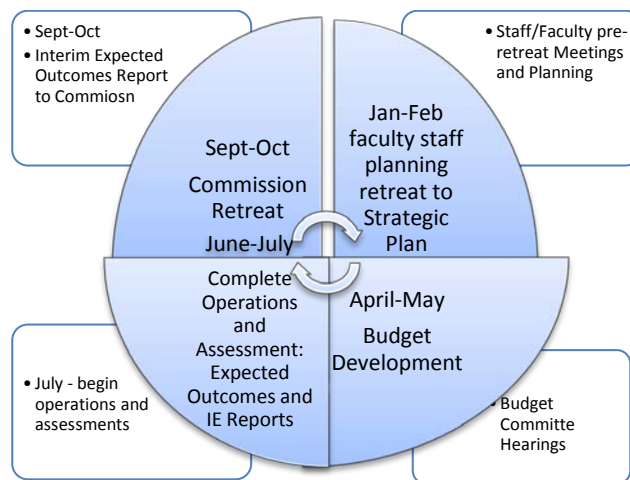 • Sept-Oct
• Interim Expected
Outcomes Report
to Commiosn
• Staff/Faculty pre-
retreat Meetings
and Planning
Sept-Oct
Commission
Retreat
June-July
Jan-Feb
faculty staff
planning
retreat to
Strategic
Plan
Complete
Operations
and
Assessment:
Expected
Outcomes and
IE Reports
April-May
Budget
Development
• July - begin
operations and
assessments
• Budget
Committe
Hearings